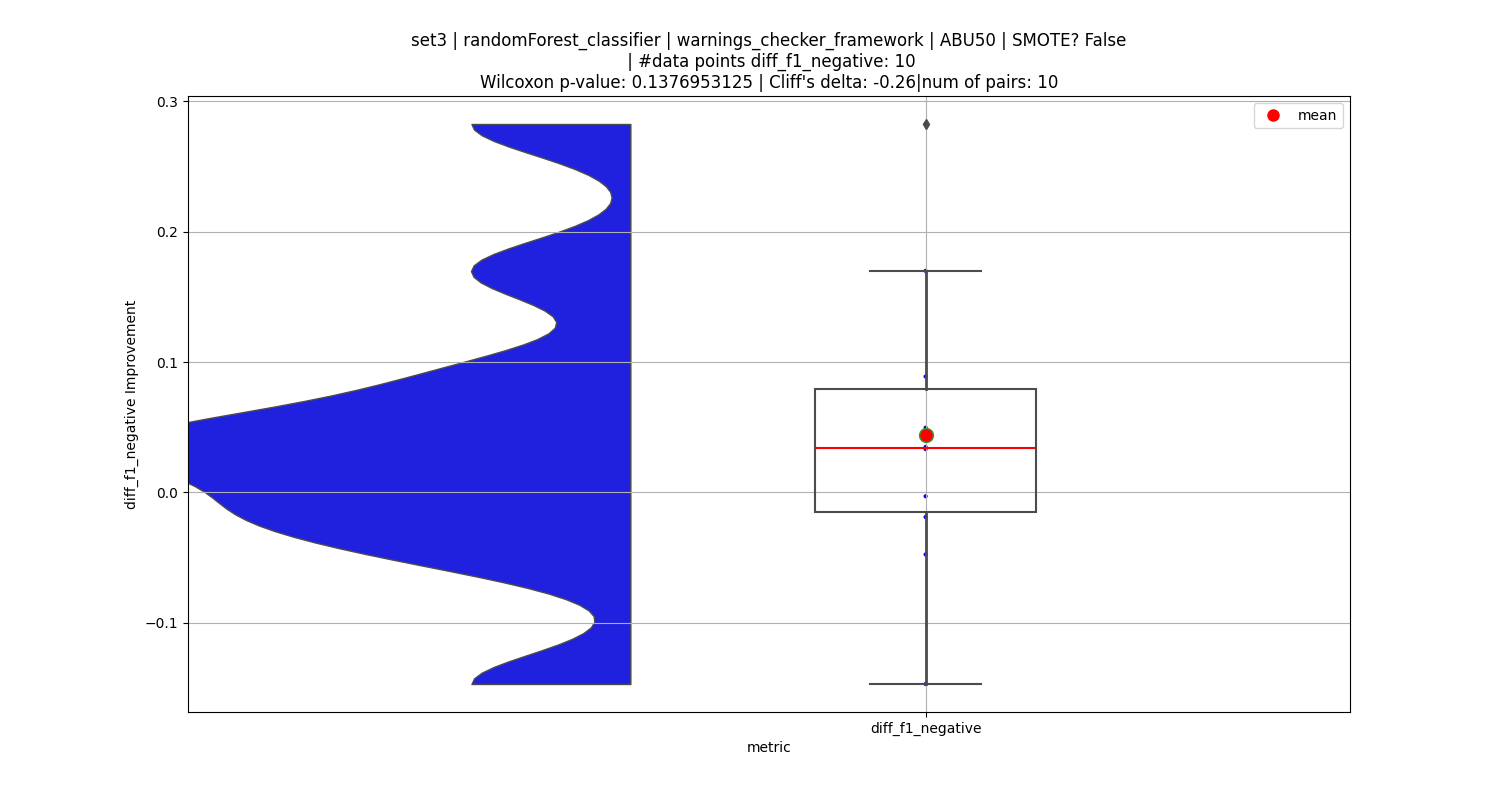 set3 | randomForest_classifier | warnings_checker_framework | ABU50 | SMOTE? False
| #data points diff_f1_negative: 10
Wilcoxon p-value: 0.1376953125 | Cliff's delta: -0.26|num of pairs: 10
mean
0.3
0.2
0.1
0.0
−0.1
diff_f1_negative Improvement
diff_f1_negative
metric